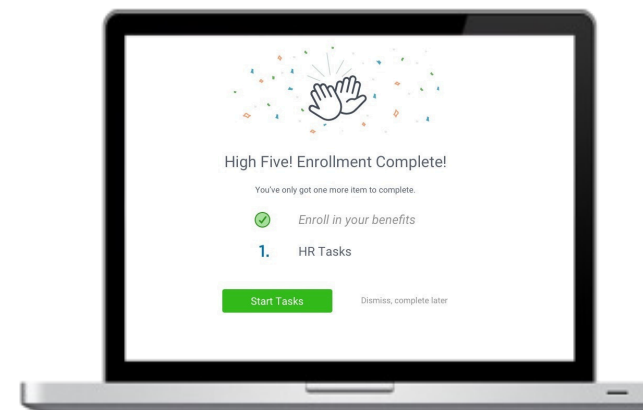 High Five! Enrollment Complete!
You've only got one more item to complete.
Enroll in your benefits
1. HR Tasks
Start Tasks Dismiss, complete later